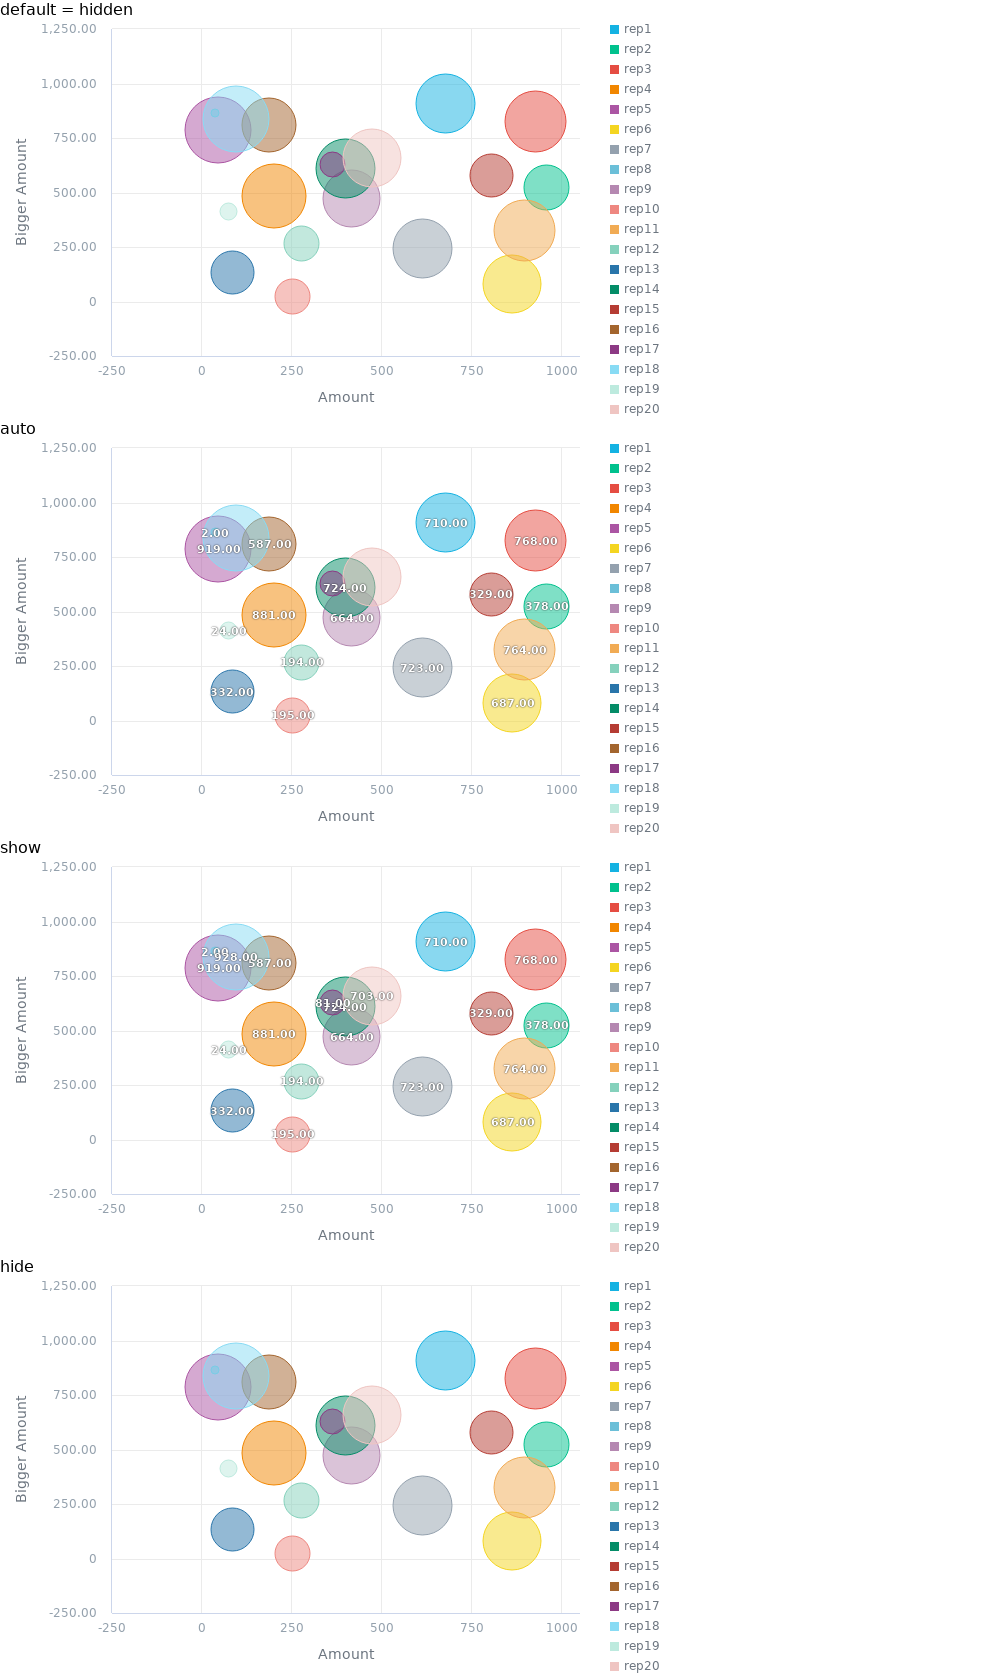 default = hidden
1,250.00
1,000.00
750.00
500.00
250.00
0
-250.00
-250 0 250 500 750 1000
Amount
Bigger Amount
rep1
rep2
rep3
rep4
rep5
rep6
rep7
rep8
rep9
rep10
rep11
rep12
rep13
rep14
rep15
rep16
rep17
rep18
rep19
rep20
auto
1,250.00
1,000.00
750.00
500.00
250.00
0
-250.00
-250 0 250 500 750 1000
Amount
Bigger Amount
710.00
2.00
768.00
919.00 587.00
724.00
329.00
378.00
881.00
664.00
24.00
764.00
194.00
723.00
332.00
687.00
195.00
rep1
rep2
rep3
rep4
rep5
rep6
rep7
rep8
rep9
rep10
rep11
rep12
rep13
rep14
rep15
rep16
rep17
rep18
rep19
rep20
show
1,250.00
1,000.00
750.00
500.00
250.00
0
-250.00
-250 0 250 500 750 1000
Amount
Bigger Amount
710.00
2.00
928.00
768.00
587.00
919.00
703.00
81.00
724.00
329.00
378.00
881.00
664.00
24.00
764.00
194.00
723.00
332.00
687.00
195.00
rep1
rep2
rep3
rep4
rep5
rep6
rep7
rep8
rep9
rep10
rep11
rep12
rep13
rep14
rep15
rep16
rep17
rep18
rep19
rep20
hide
1,250.00
1,000.00
750.00
500.00
250.00
0
-250.00
-250 0 250 500 750 1000
Amount
Bigger Amount
rep1
rep2
rep3
rep4
rep5
rep6
rep7
rep8
rep9
rep10
rep11
rep12
rep13
rep14
rep15
rep16
rep17
rep18
rep19
rep20